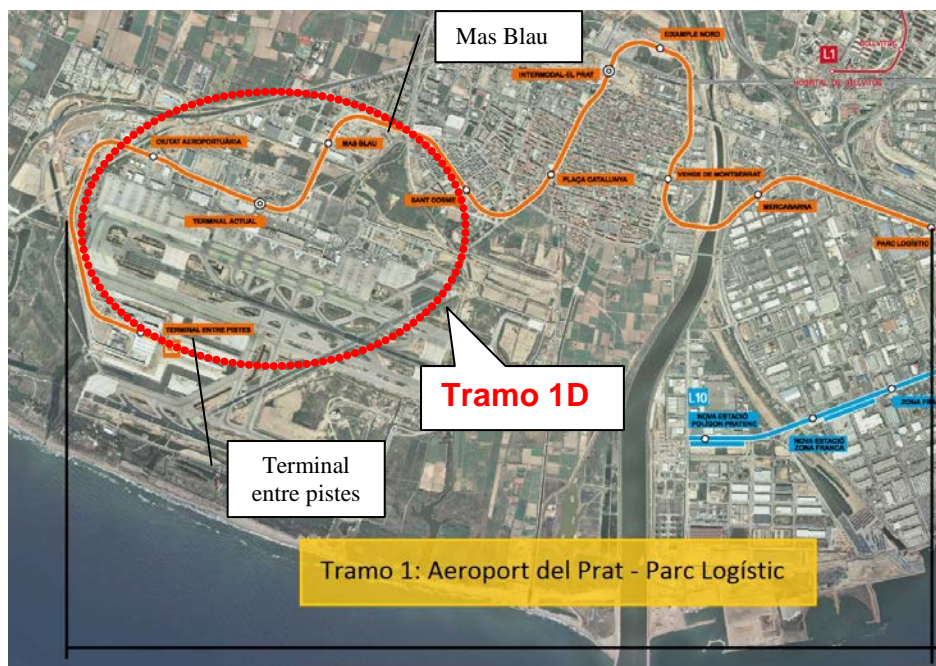 Mas Blau
EIXAMPLE NORD
L1
BELLVITGE
HOSPITAL DE BELLVITGE
INTERMODAL-EL PRAT
CIUTAT AEROPORTUÀRIA
MAS BLAU
SANT COSME
PLAÇA CATALUNYA
VERGE DE MONTSERRAT
MERCABARNA
TERMINAL ACTUAL
PARC LOGÍSTIC
TERMINAL ENTRE PISTES
Tramo 1D
L10
NOVA ESTACIÓ
POLÍGON PRATENC
NOVA ESTACIÓ
ZONA FRANCA
Terminal
entre pistes
Tramo 1: Aeroport del Prat - Parc Logístic